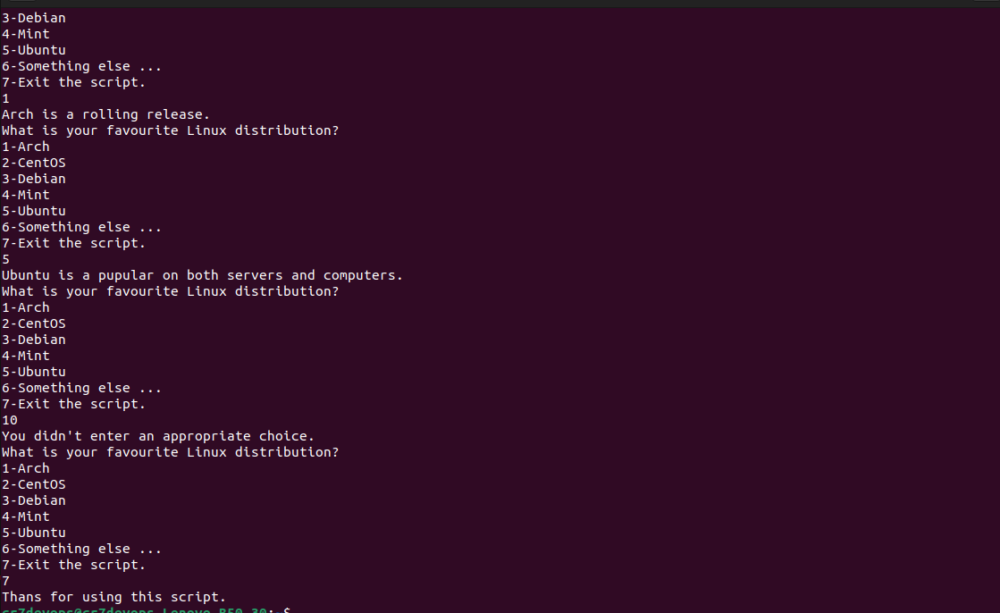 3-Debian
4-Mint
5-Ubuntu
6-Something else ...
7-Exit the script.
1
Arch is a rolling release.
What is your favourite Linux distribution?
1-Arch
2-CentOS
3-Debian
4-Mint
5-Ubuntu
6-Something else ...
7-Exit the script.
5
Ubuntu is a pupular on both servers and computers.
What is your favourite Linux distribution?
1-Arch
2-CentOS
3-Debian
4-Mint
5-Ubuntu
6-Something else ...
7-Exit the script.
10
You didn't enter an appropriate choice.
What is your favourite Linux distribution?
1-Arch
2-CentOS
3-Debian
4-Mint
5-Ubuntu
6-Something else ...
7-Exit the script.
7
Thans for using this script.